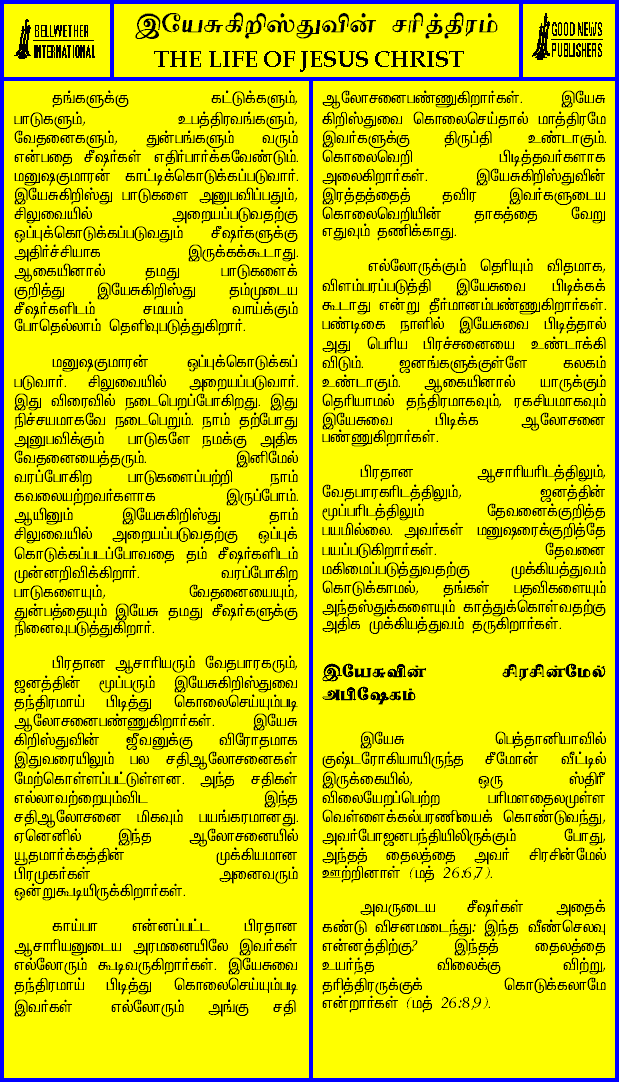 BELLWETHER
INTERNATIONAL
இயேசுகிறிஸ்துவின் சரித்திரம்
THE LIFE OF JESUS CHRIST
GOOD NEWS
PUBLISHERS
தங்களுக்கு கட்டுக்களும்,
பாடுகளும், உபத்திரவங்களும்,
வேதனைகளும், துன்பங்களும் வரும்
என்பதை சீஷர்கள் எதிர்பார்க்கவேண்டும்.
மனுஷகுமாரன் காட்டிக்கொடுக்கப்படுவார்.
இயேசுகிறிஸ்து பாடுகளை அனுபவிப்பதும்,
சிலுவையில் அறையப்படுவதற்கு
ஒப்புக்கொடுக்கப்படுவதும் சீஷர்களுக்கு
அதிர்ச்சியாக இருக்கக்கூடாது.
ஆகையினால் தமது பாடுகளைக்
குறித்து இயேசுகிறிஸ்து தம்முடைய
சீஷர்களிடம் சமயம் வாய்க்கும்
போதெல்லாம் தெளிவுபடுத்துகிறார்.
மனுஷகுமாரன் ஒப்புக்கொடுக்கப்
படுவார். சிலுவையில் அறையப்படுவார்.
இது விரைவில் நடைபெறப்போகிறது. இது
நிச்சயமாகவே நடைபெறும். நாம் தற்போது
அனுபவிக்கும் பாடுகளே நமக்கு அதிக
வேதனையைத்தரும். இனிமேல்
வரப்போகிற பாடுகளைப்பற்றி நாம்
கவலையற்றவர்களாக இருப்போம்.
ஆயினும் இயேசுகிறிஸ்து தாம்
சிலுவையில் அறையப்படுவதற்கு ஒப்புக்
கொடுக்கப்படப்போவதை தம் சீஷர்களிடம்
முன்னறிவிக்கிறார். வரப்போகிற
பாடுகளையும், வேதனையையும்,
துன்பத்தையும் இயேசு தமது சீஷர்களுக்கு
நினைவுபடுத்துகிறார்.
பிரதான ஆசாரியரும் வேதபாரகரும்,
ஜனத்தின் மூப்பரும் இயேசுகிறிஸ்துவை
தந்திரமாய் பிடித்து கொலைசெய்யும்படி
ஆலோசனைபண்ணுகிறார்கள். இயேசு
கிறிஸ்துவின் ஜீவனுக்கு விரோதமாக
இதுவரையிலும் பல சதிஆலோசனைகள்
மேற்கொள்ளப்பட்டுள்ளன. அந்த சதிகள்
எல்லாவற்றையும்விட இந்த
சதிஆலோசனை மிகவும் பயங்கரமானது.
ஏனெனில் இந்த ஆலோசனையில்
யூதமார்க்கத்தின் முக்கியமான
பிரமுகர்கள் அனைவரும்
ஒன்றுகூடியிருக்கிறார்கள்.
காய்பா என்னப்பட்ட பிரதான
ஆசாரியனுடைய அரமனையிலே இவர்கள்
எல்லோரும் கூடிவருகிறார்கள். இயேசுவை
தந்திரமாய் பிடித்து கொலைசெய்யும்படி
இவர்கள் எல்லோரும் அங்கு சதி
ஆலோசனைபண்ணுகிறார்கள். இயேசு
கிறிஸ்துவை கொலைசெய்தால் மாத்திரமே
இவர்களுக்கு திருப்தி உண்டாகும்.
கொலைவெறி பிடித்தவர்களாக
அலைகிறார்கள். இயேசுகிறிஸ்துவின்
இரத்தத்தைத் தவிர இவர்களுடைய
கொலைவெறியின் தாகத்தை வேறு
எதுவும் தணிக்காது.
எல்லோருக்கும் தெரியும் விதமாக,
விளம்பரப்படுத்தி இயேசுவை பிடிக்கக்
கூடாது என்று தீர்மானம்பண்ணுகிறார்கள்.
பண்டிகை நாளில் இயேசுவை பிடித்தால்
அது பெரிய பிரச்சனையை உண்டாக்கி
விடும். ஜனங்களுக்குள்ளே கலகம்
உண்டாகும். ஆகையினால் யாருக்கும்
தெரியாமல் தந்திரமாகவும், ரகசியமாகவும்
இயேசுவை பிடிக்க ஆலோசனை
பண்ணுகிறார்கள்.
பிரதான ஆசாரியரிடத்திலும்,
வேதபாரகரிடத்திலும், ஜனத்தின்
மூப்பரிடத்திலும் தேவனைக்குறித்த
பயமில்லை. அவர்கள் மனுஷரைக்குறித்தே
பயப்படுகிறார்கள். தேவனை
மகிமைப்படுத்துவதற்கு முக்கியத்துவம்
கொடுக்காமல், தங்கள் பதவிகளையும்
அந்தஸ்துக்களையும் காத்துக்கொள்வதற்கு
அதிக முக்கியத்துவம் தருகிறார்கள்.
இயேசுவின் சிரசின்மேல்
அபிஷேகம்
இயேசு பெத்தானியாவில்
குஷ்டரோகியாயிருந்த சீமோன் வீட்டில்
இருக்கையில், ஒரு ஸ்திரீ
விலையேறப்பெற்ற பரிமளதைலமுள்ள
வெள்ளைக்கல்பரணியைக் கொண்டுவந்து,
அவர்போஜனபந்தியிலிருக்கும் போது,
அந்தத் தைலத்தை அவர் சிரசின்மேல்
ஊற்றினாள் (மத் 26:6,7).
அவருடைய சீஷர்கள் அதைக்
கண்டு விசனமடைந்து: இந்த வீண்செலவு
என்னத்திற்கு? இந்தத் தைலத்தை
உயர்ந்த விலைக்கு விற்று,
தரித்திரருக்குக் கொடுக்கலாமே
என்றார்கள் (மத் 26:8,9).